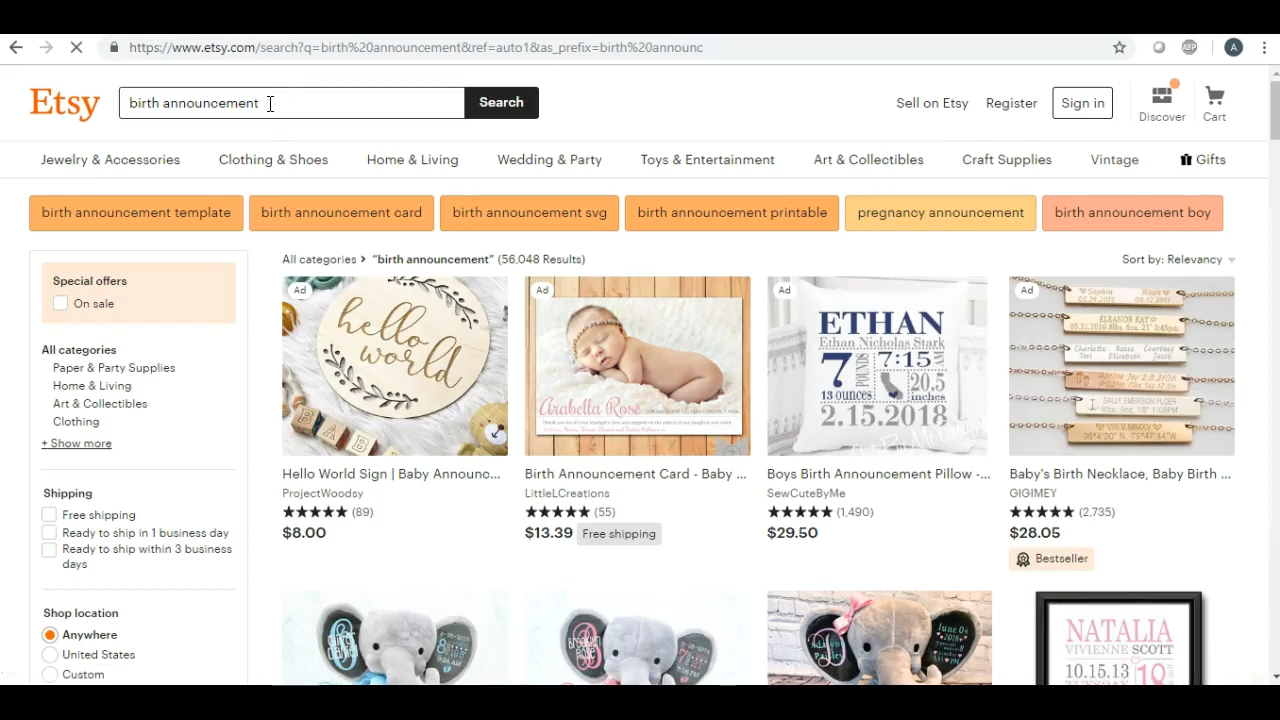 https://www.etsy.com/search?q=birth%20announcement&ref=auto1&as_prefix=birth%20announc
ABP
A
Etsy
birth announcement
Search
Sell on Etsy
Register
Sign in
Discover
Cart
Jewelry & Accessories
Clothing & Shoes
Home & Living
Wedding & Party
Toys & Entertainment
Art & Collectibles
Craft Supplies
Vintage
Gifts
birth announcement template
birth announcement card
birth announcement svg
birth announcement printable
pregnancy announcement
birth announcement boy
Special offers
On sale
All categories
Paper & Party Supplies
Home & Living
Art & Collectibles
Clothing
+ Show more
Shipping
Free shipping
Ready to ship in 1 business day
Ready to ship within 3 business
days
Shop location
Anywhere
United States
Custom
All categories > “birth announcement” (56,048 Results)
Sort by: Relevancy
Ad
hello
world
Hello World Sign | Baby Announc...
ProjectWoodsy
(89)
$8.00
Ad
Arabella Rose
Birth Announcement Card - Baby ...
LittleLCreations
(55)
$13.39
Free shipping
Ad
ETHAN
Ethan Nicholas Stark
7 POUNDS
7:15 AM
13 ounces
20.5
inches
2.15.2018
Boys Birth Announcement Pillow -...
SewCuteByMe
(1,490)
$29.50
Ad
ELEANOR KAY
Baby's Birth Necklace, Baby Birth ...
GIGIMEY
(2,735)
$28.05
Bestseller
June 04
NATALIA
VIVIENNE SCOTT
10.15.13